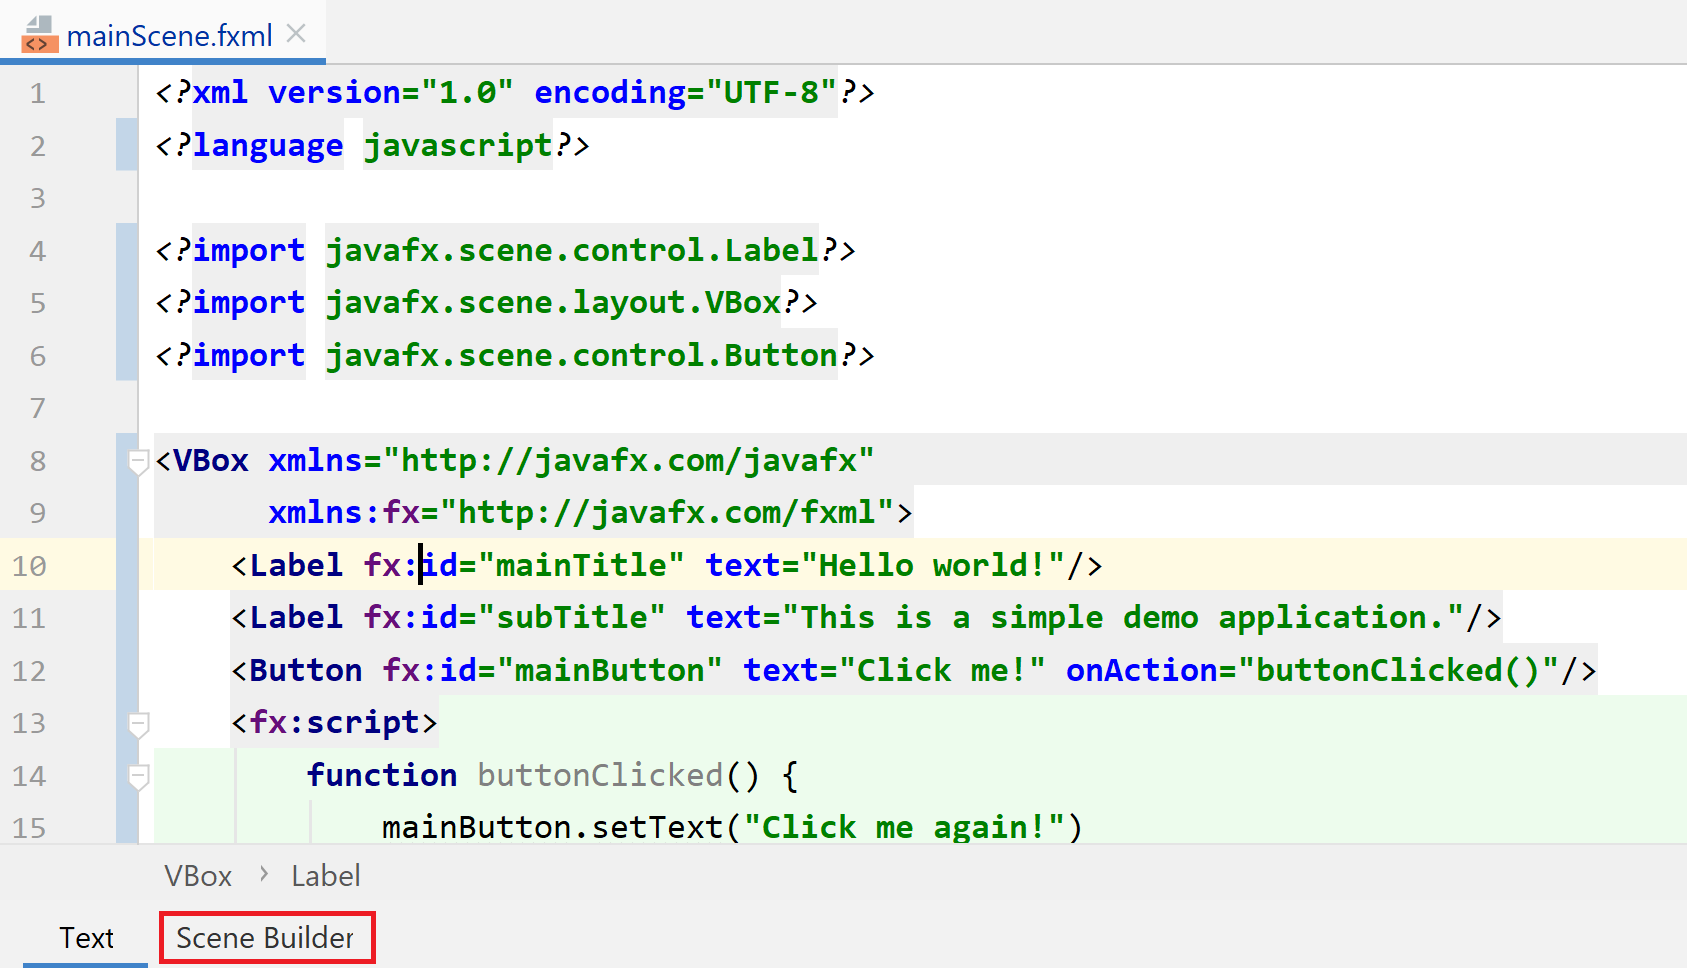 mainScene.fxml
1 <?xml version="1.0" encoding="UTF-8"?>
2 <?language javascript?>
3
4 <?import javafx.scene.control.Label?>
5 <?import javafx.scene.layout.VBox?>
6 <?import javafx.scene.control.Button?>
7
8 <VBox xmlns="http://javafx.com/javafx"
9 xmlns:fx="http://javafx.com/fxml">
10 <Label fx:id="mainTitle" text="Hello world!"/>
11 <Label fx:id="subTitle" text="This is a simple demo application."/>
12 <Button fx:id="mainButton" text="Click me!" onAction="buttonClicked()"/>
13 <fx:script>
14 function buttonClicked() {
15 mainButton.setText("Click me again!")
VBox › Label
Text Scene Builder